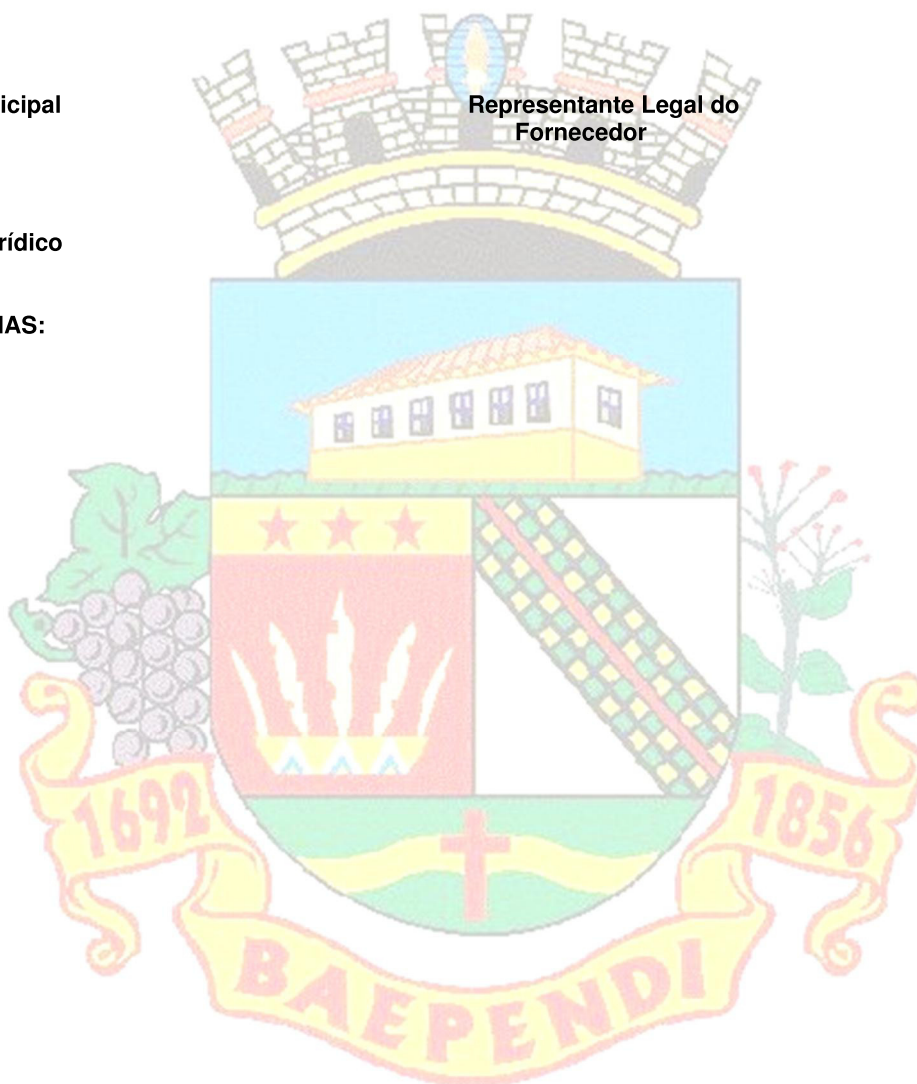 icipal
Representante Legal do
Fornecedor
rídico
IAS:
1692
1856
BAEPENDI